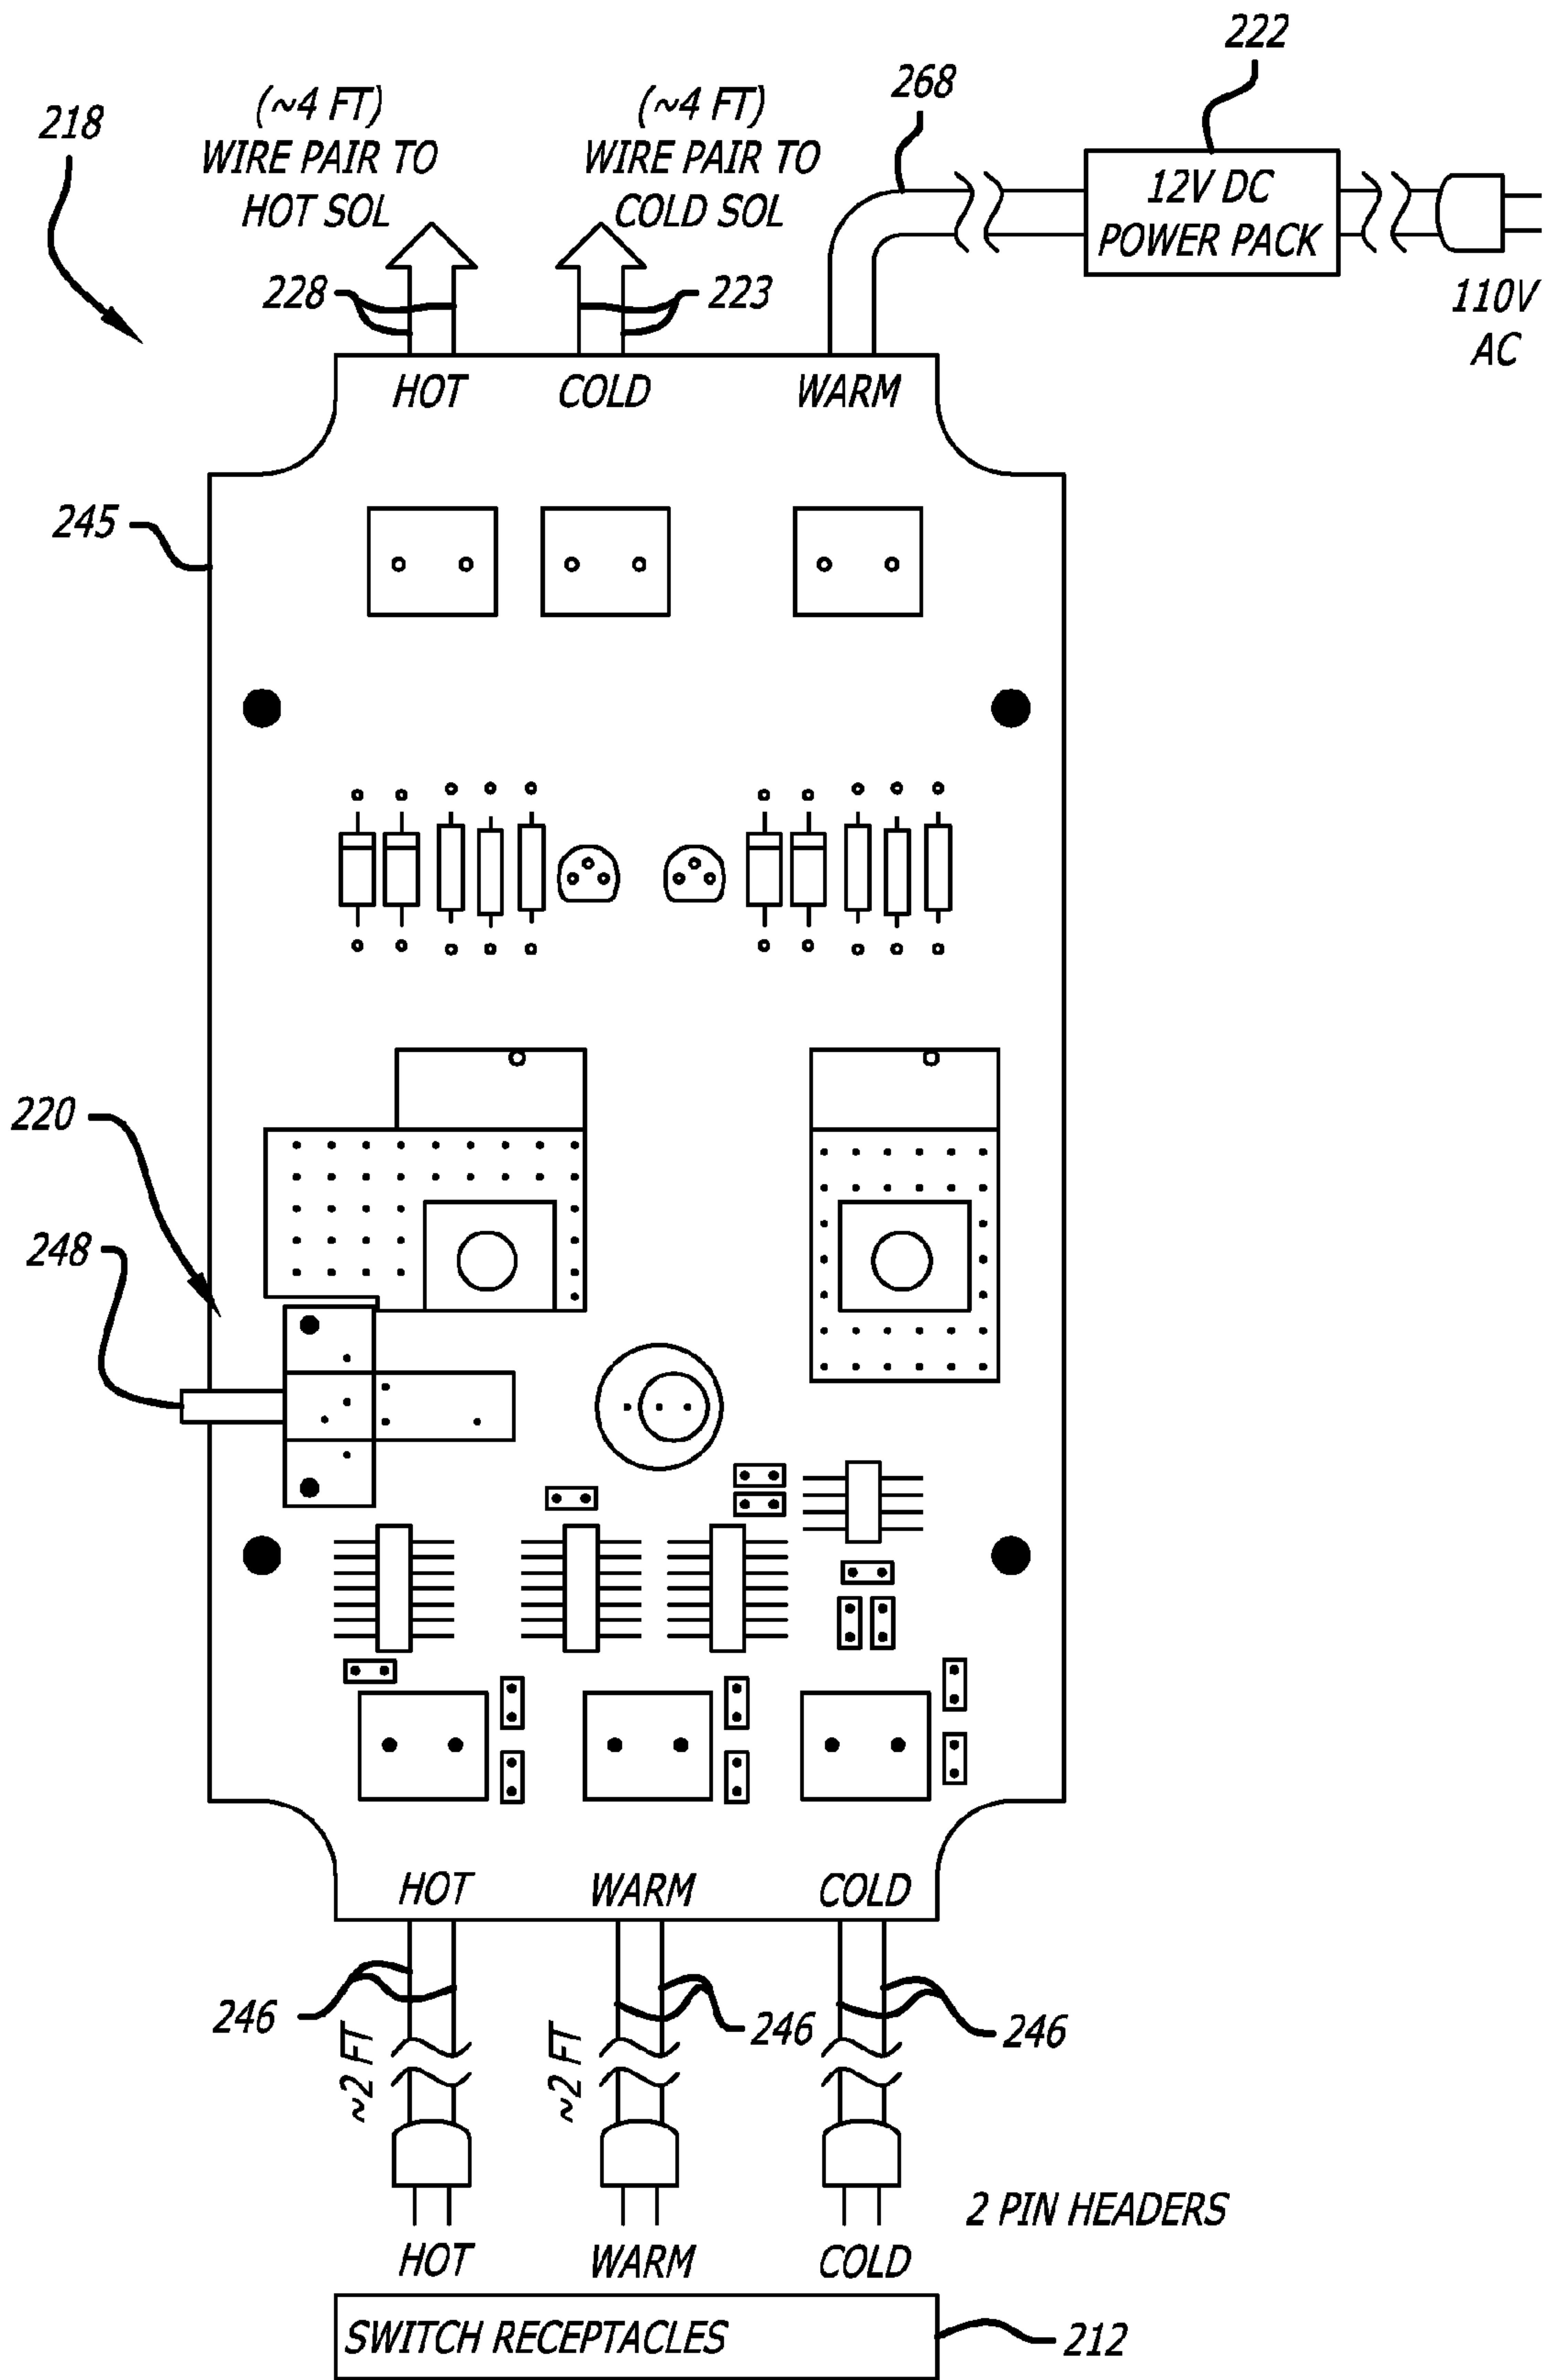 222
268
(~4 FT)
WIRE PAIR TO
HOT SOL
(~4 FT)
WIRE PAIR TO
COLD SOL
218
12V DC
POWER PACK
228
223
110V
AC
HOT
COLD
WARM
245
220
248
HOT
WARM
COLD
246
246
246
~2 FT
~2 FT
2 PIN HEADERS
HOT
WARM
COLD
SWITCH RECEPTACLES
212